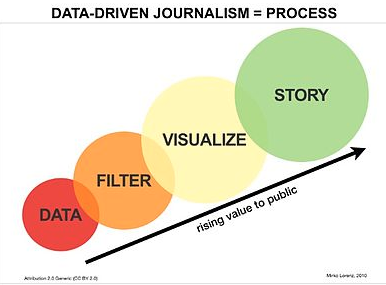 DATA-DRIVEN JOURNALISM = PROCESS
STORY
VISUALIZE
FILTER
DATA
rising value to public
Attribution 2.0 Generic (CC BY 2.0)
Mirko Lorenz, 2010